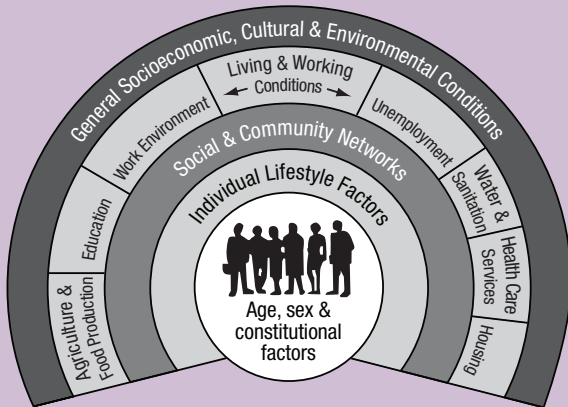 General Socioeconomic, Cultural & Environmental Conditions
Living & Working
Conditions
Agriculture &
Food Production
Education
Work Environment
Unemployment
Water &
Sanitation
Health Care
Services
Housing
Social & Community Networks
Individual Lifestyle Factors
Age, sex &
constitutional
factors